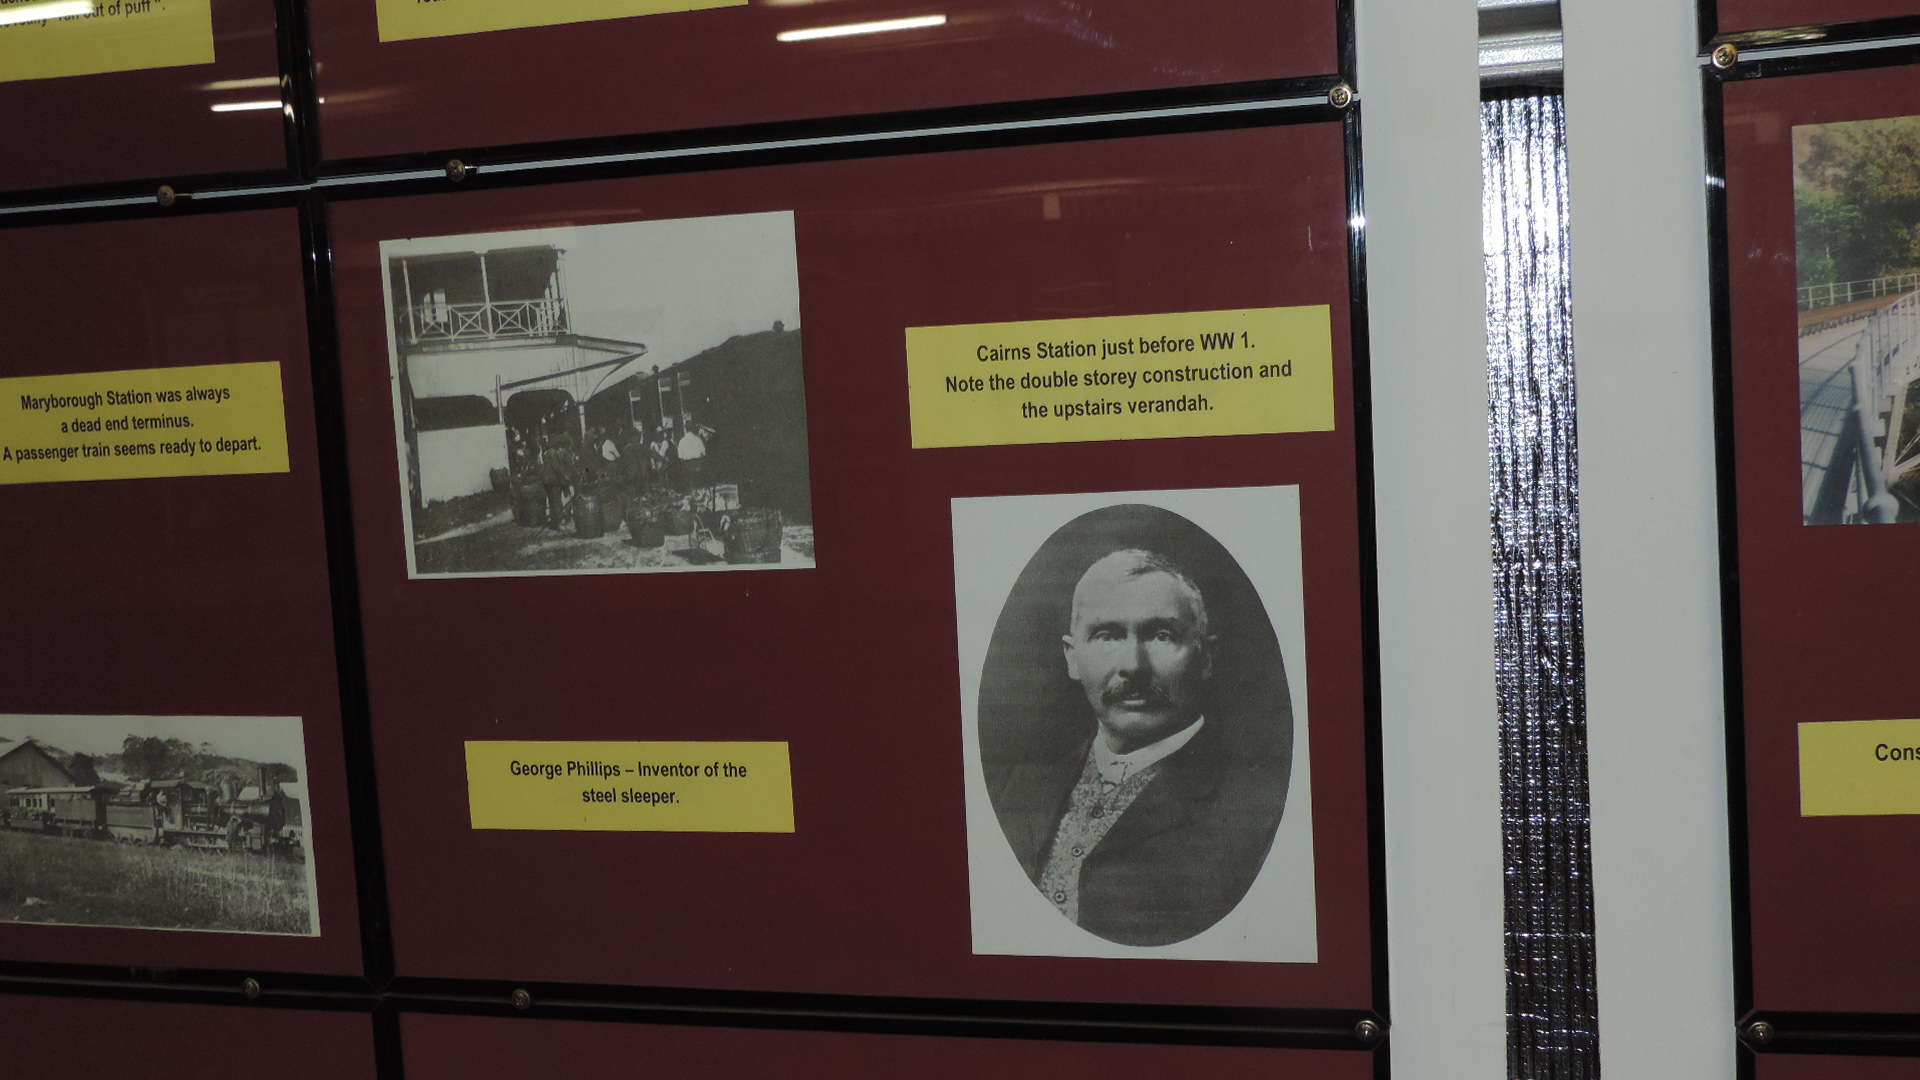 out of puff".
Maryborough Station was always
a dead end terminus.
A passenger train seems ready to depart.
Cairns Station just before WW 1.
Note the double storey construction and
the upstairs verandah.
George Phillips – Inventor of the
steel sleeper.